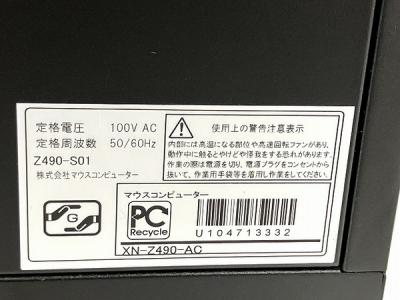 定格電圧 100V AC
定格周波数 50/60Hz
Z490-S01
株式会社マウスコンピューター
使用上の警告注意表示
内部には高温になる部位や高速回転ファンがあり、
動作中に触るとやけどや怪我をする恐れがあります。
作業の際は電源を切り、電源プラグをコンセントから
抜いて、作業用手袋等を着用し作業をしてください。
G
マウスコンピューター
PC
Recycle
U104713332
XN-Z490-AC